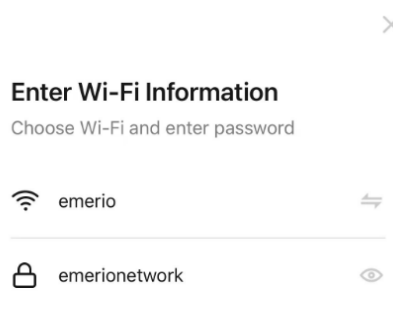 Enter Wi-Fi Information
Choose Wi-Fi and enter password
emerio
emerionetwork